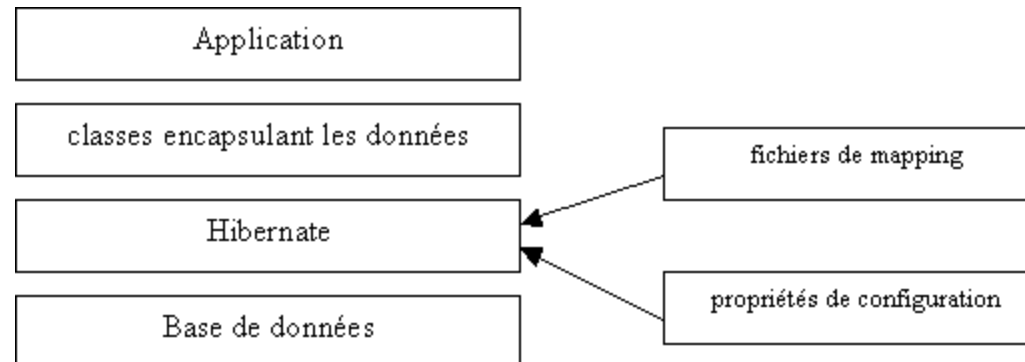 Application
classes encapsulant les données
fichiers de mapping
Hibernate
propriétés de configuration
Base de données